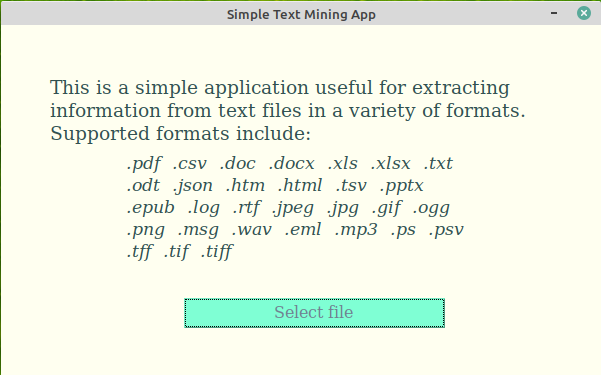 Simple Text Mining App
This is a simple application useful for extracting
information from text files in a variety of formats.
Supported formats include:
.pdf .csv .doc .docx .xls .xlsx .txt
.odt .json .htm .html .tsv .pptx
.epub .log .rtf .jpeg .jpg .gif .ogg
.png .msg .wav .eml .mp3 .ps .psv
.tff .tif .tiff
Select file